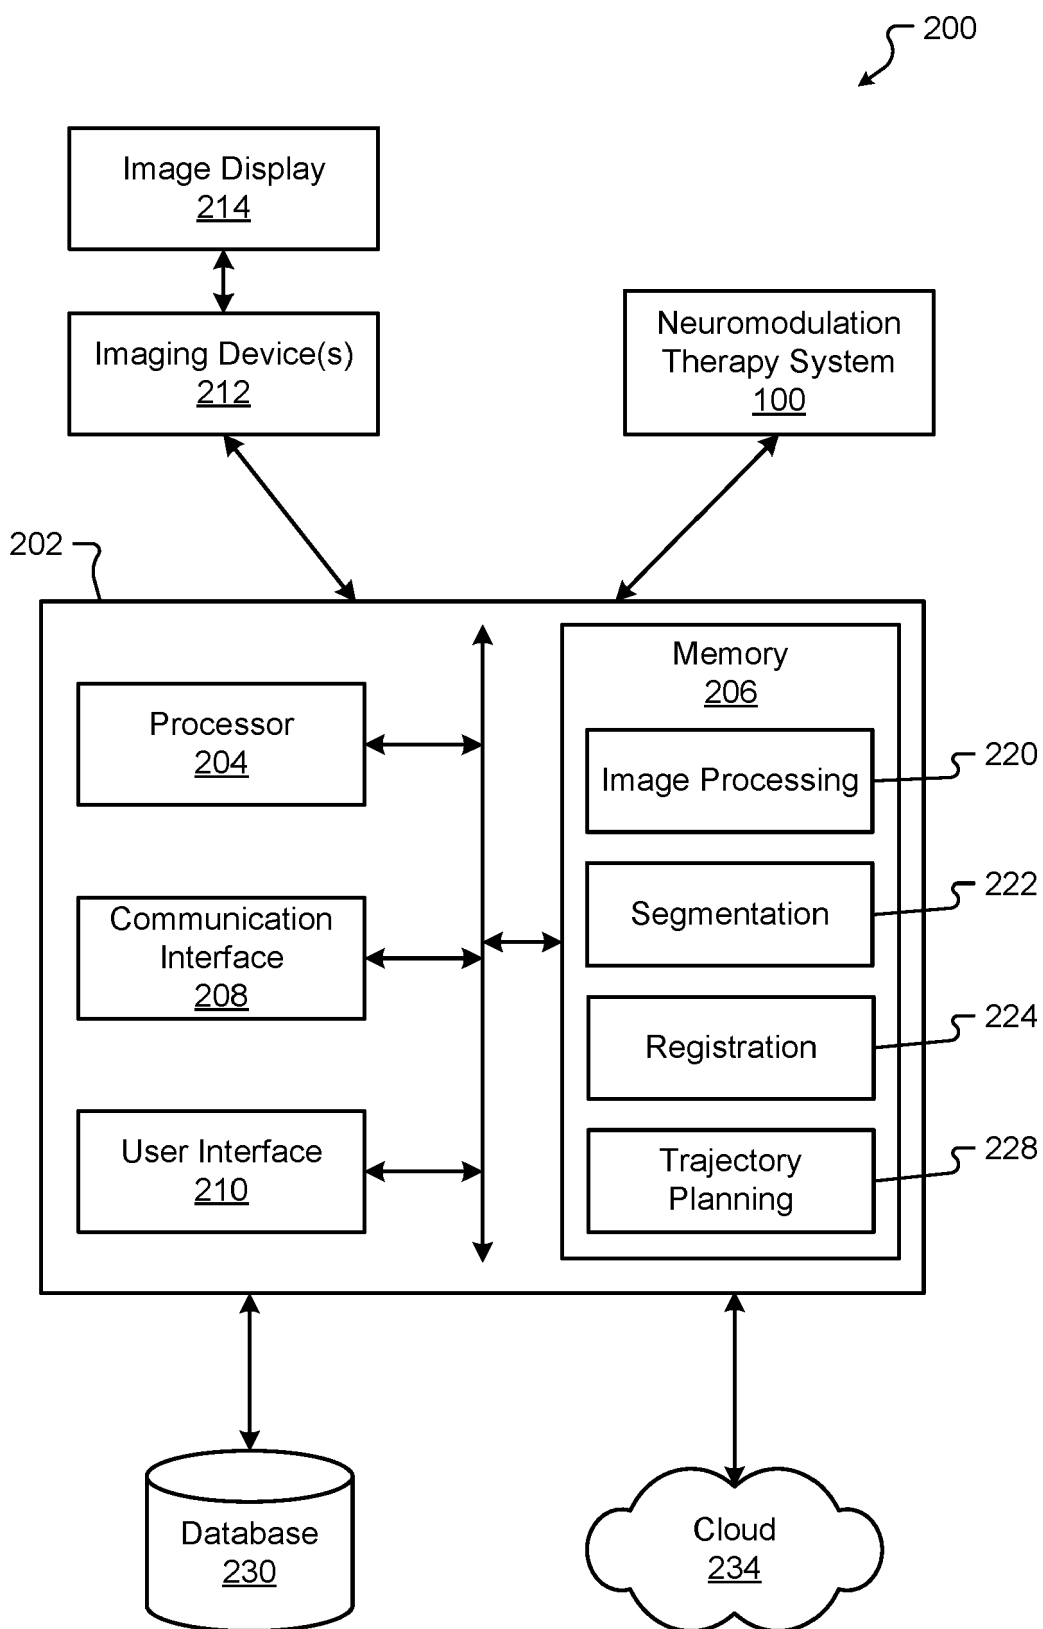 200
Image Display
214
Imaging Device(s)
212
Neuromodulation
Therapy System
100
202
Processor
204
Communication
Interface
208
User Interface
210
Memory
206
Image Processing
220
Segmentation
222
Registration
224
Trajectory
Planning
228
Database
230
Cloud
234